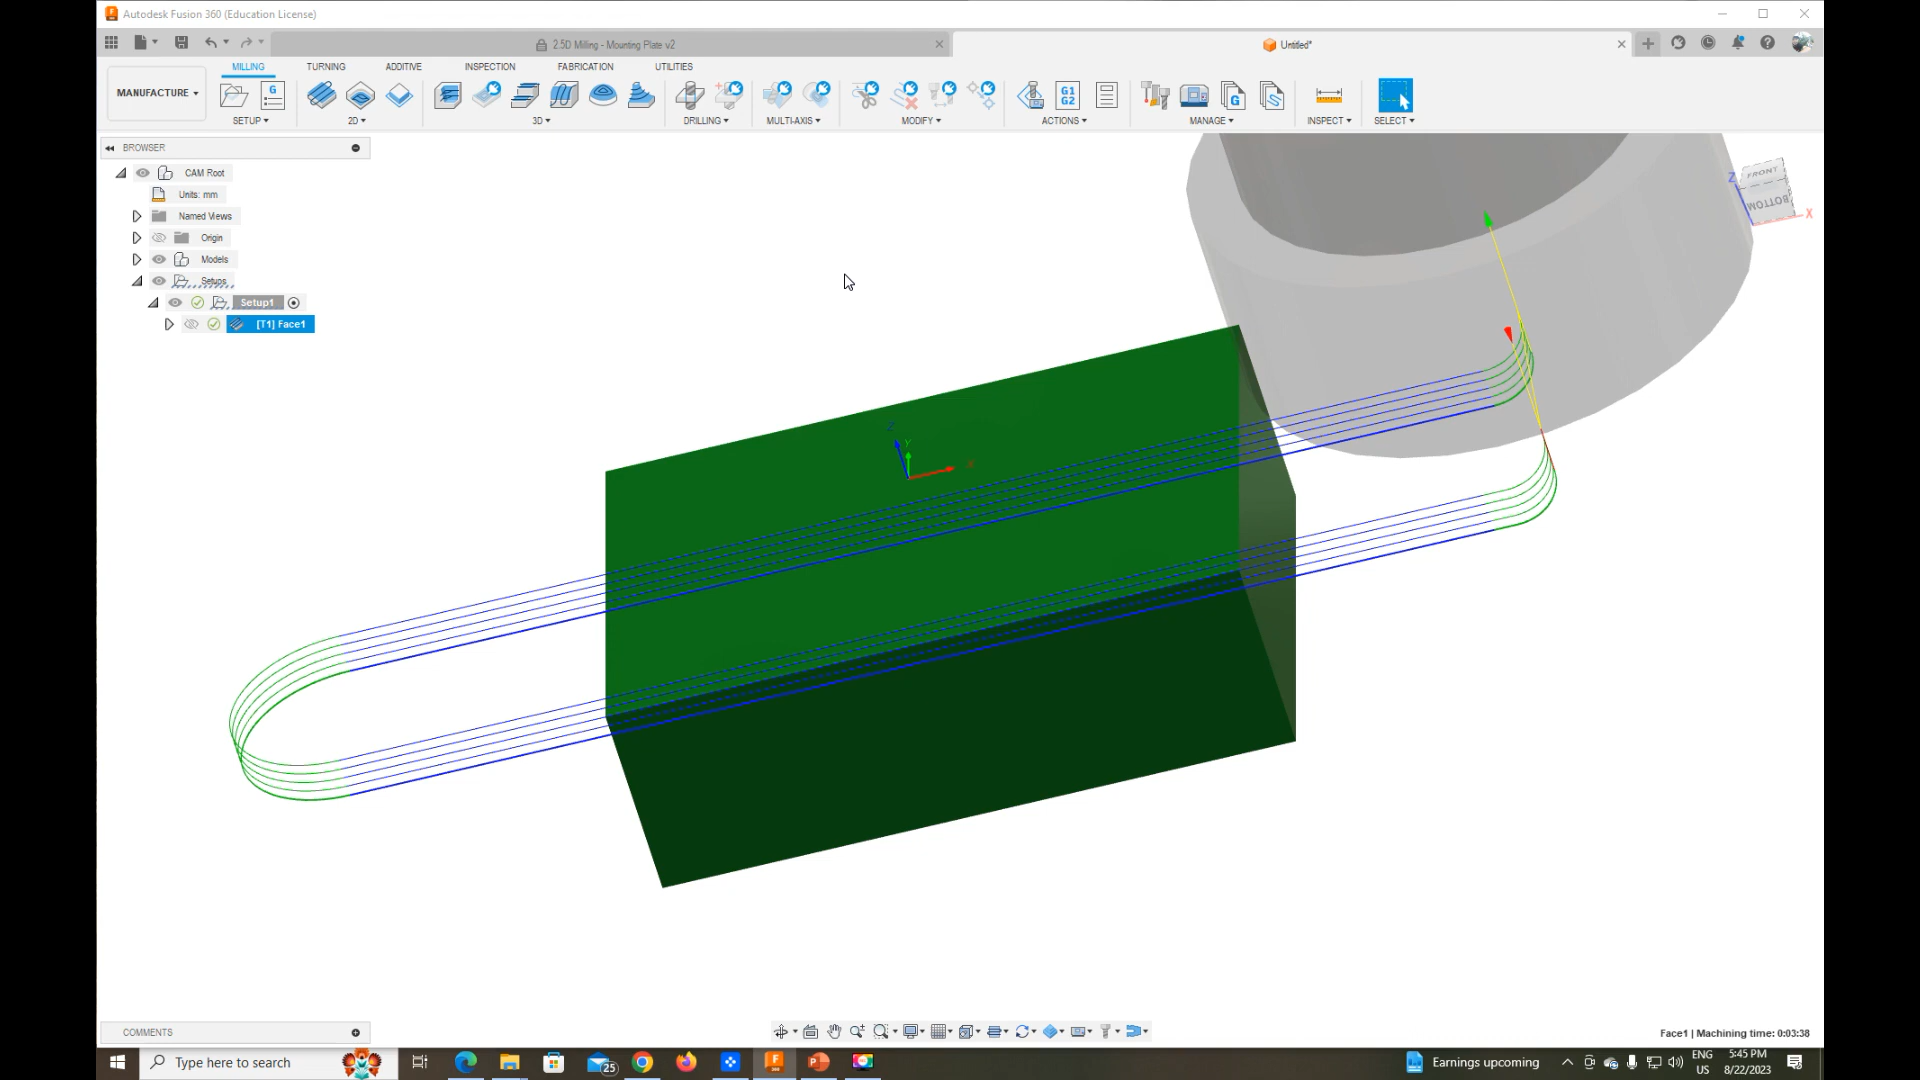 Autodesk Fusion 360 (Education License)
2.5D Milling - Mounting Plate v2
Untitled*
MILLING TURNING ADDITIVE INSPECTION FABRICATION UTILITIES
MANUFACTURE
G
G1
G2
G
SETUP 2D 3D DRILLING MULTI-AXIS MODIFY ACTIONS MANAGE INSPECT SELECT
BROWSER
CAM Root
Units: mm
Named Views
Origin
Models
Setups
Setup1
[T1] Face1
FRONT
BOTTOM
Z
X
Z
Y
X
COMMENTS
Face1 | Machining time: 0:03:38
Type here to search
25
Earnings upcoming
ENG
US
5:45 PM
8/22/2023